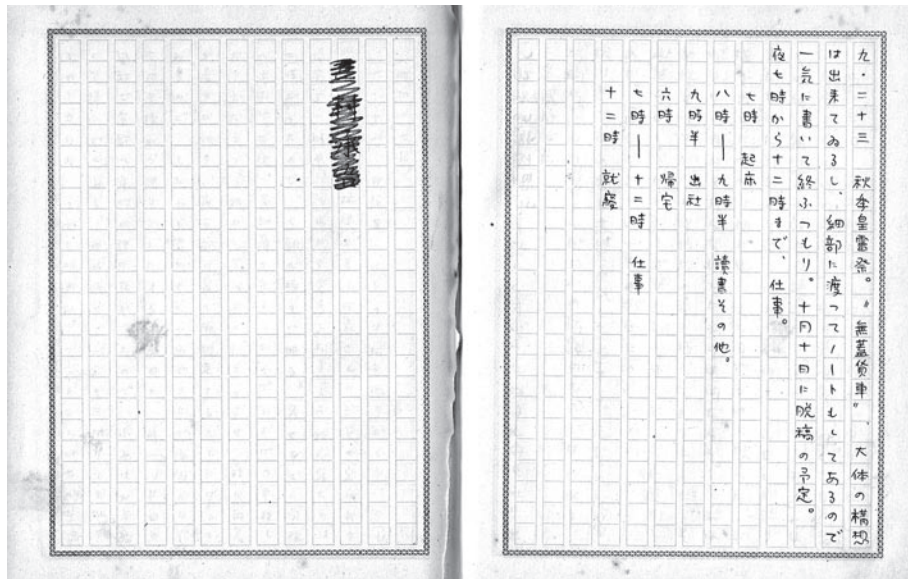 九・二十三　秋季皇霊祭。“無蓋貨車”、大体の構想
は出来てゐるし、細部に渡ってノートもしてあるので
一気に書いて終ふつもり。十月十日に脱稿の予定。
夜七時から十二時まで、仕事。
七時　起床
八時―九時半　讀書その他。
九時半　出社
六時　帰宅
七時―十二時　仕事
十二時　就寝